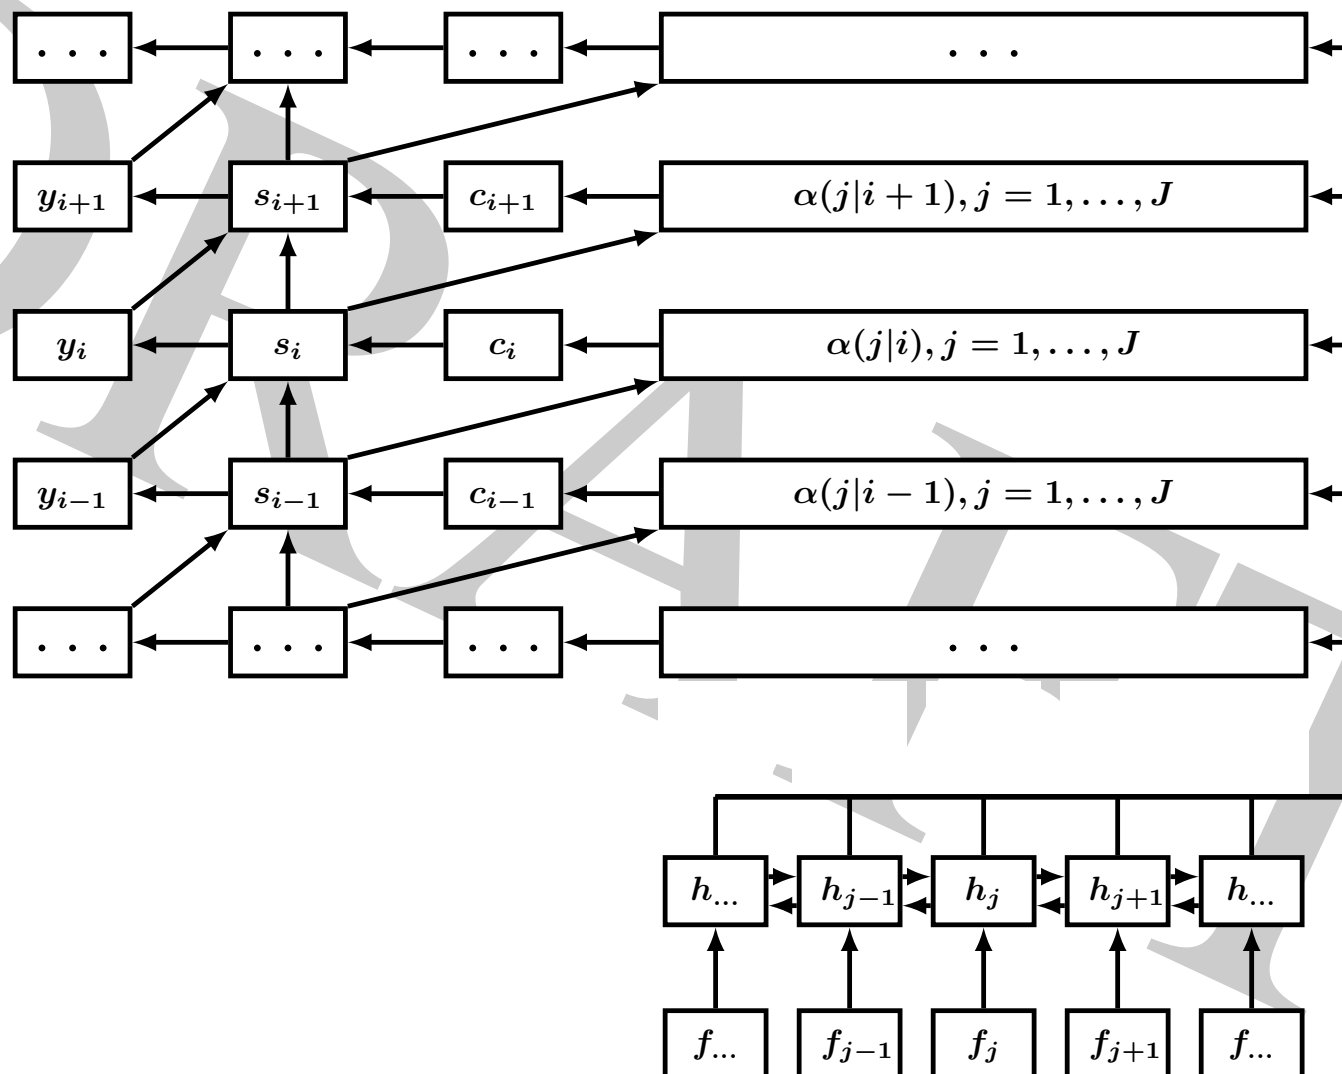 . . . . . . . . . . . .
y_{i+1} s_{i+1} c_{i+1} α(j|i + 1), j = 1, . . . , J
y_i s_i c_i α(j|i), j = 1, . . . , J
y_{i−1} s_{i−1} c_{i−1} α(j|i − 1), j = 1, . . . , J
. . . . . . . . . . . .
h_{...} h_{j−1} h_j h_{j+1} h_{...}
f_{...} f_{j−1} f_j f_{j+1} f_{...}
DRAFT